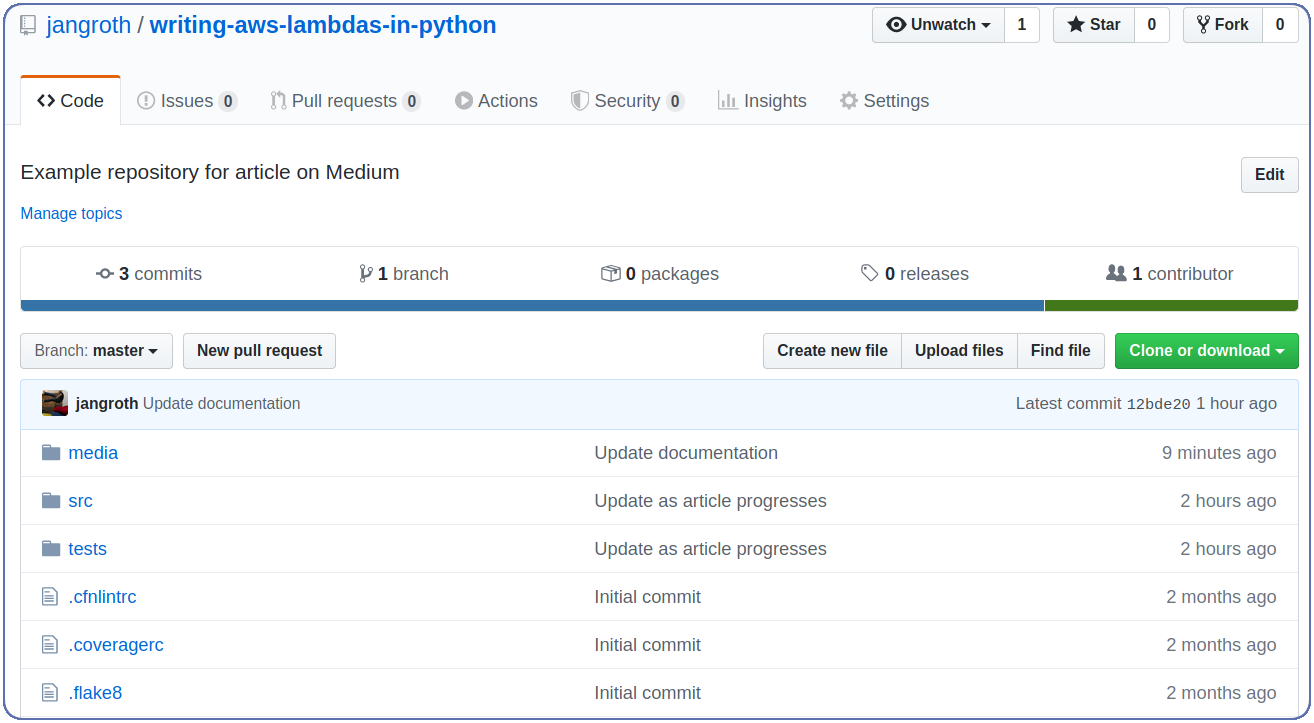 jangroth / writing-aws-lambdas-in-python Unwatch 1 Star 0 Fork 0
Code Issues 0 Pull requests 0 Actions Security 0 Insights Settings
Example repository for article on Medium Edit
Manage topics
3 commits 1 branch 0 packages 0 releases 1 contributor
Branch: master New pull request Create new file Upload files Find file Clone or download
jangroth Update documentation Latest commit 12bde20 1 hour ago
media Update documentation 9 minutes ago
src Update as article progresses 2 hours ago
tests Update as article progresses 2 hours ago
.cfnlintrc Initial commit 2 months ago
.coveragerc Initial commit 2 months ago
.flake8 Initial commit 2 months ago